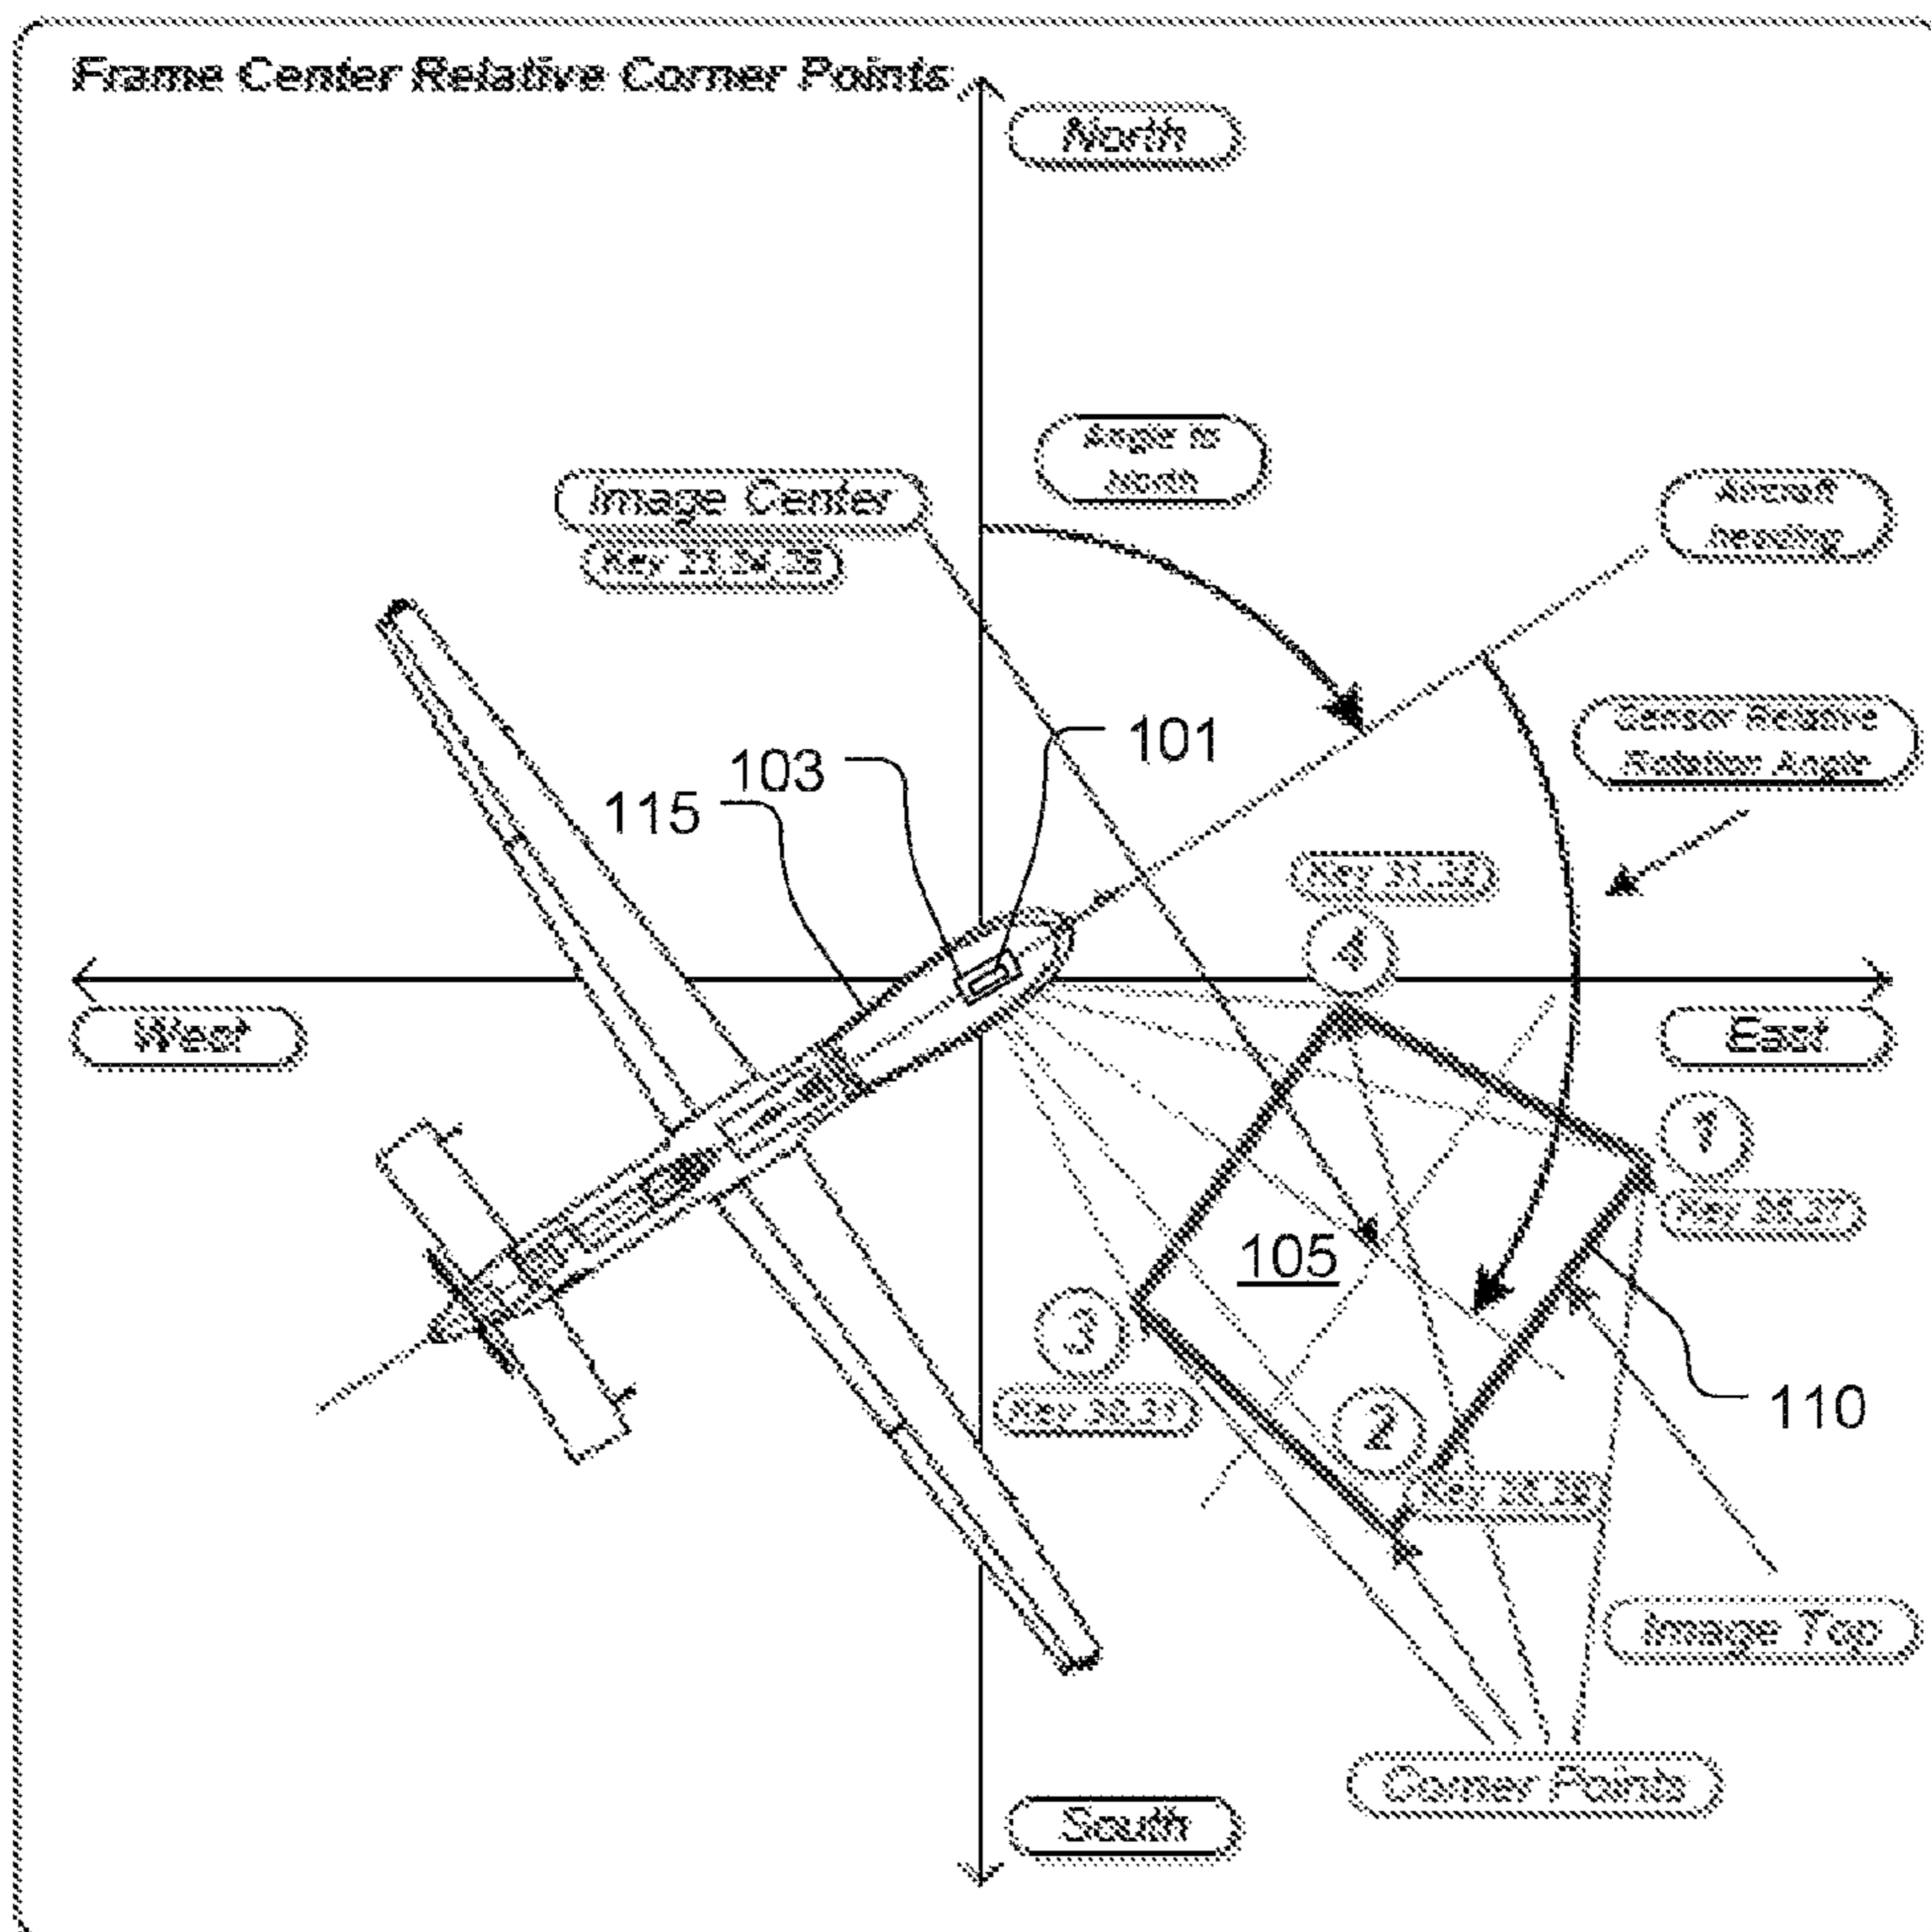 Frame Center Relative Corner Points
North
Angle to
North
Image Center
Aircraft
heading
Sensor Relative
Rotation Angle
101
103
115
4
West
East
1
105
3
2
110
Image Top
Corner Points
South